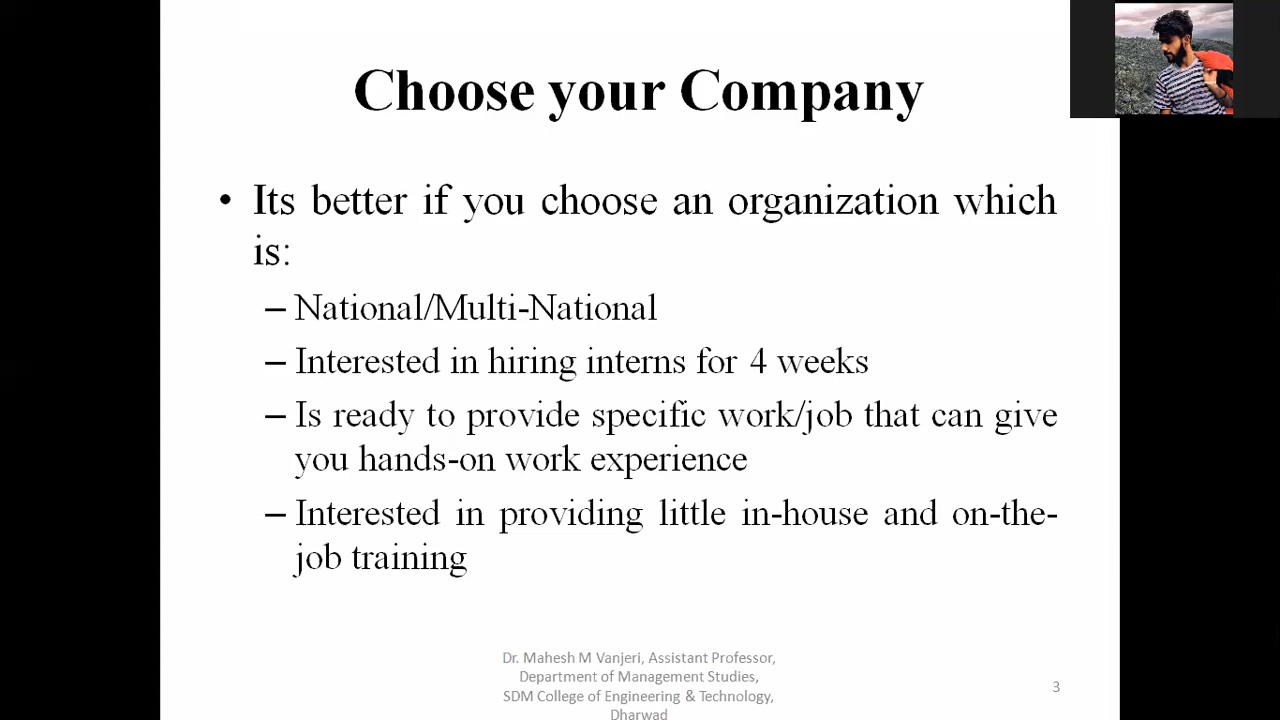 Choose your Company
• Its better if you choose an organization which
is:
– National/Multi-National
– Interested in hiring interns for 4 weeks
– Is ready to provide specific work/job that can give
you hands-on work experience
– Interested in providing little in-house and on-the-
job training
Dr. Mahesh M Vanjeri, Assistant Professor,
Department of Management Studies,
SDM College of Engineering & Technology,
Dharwad
3